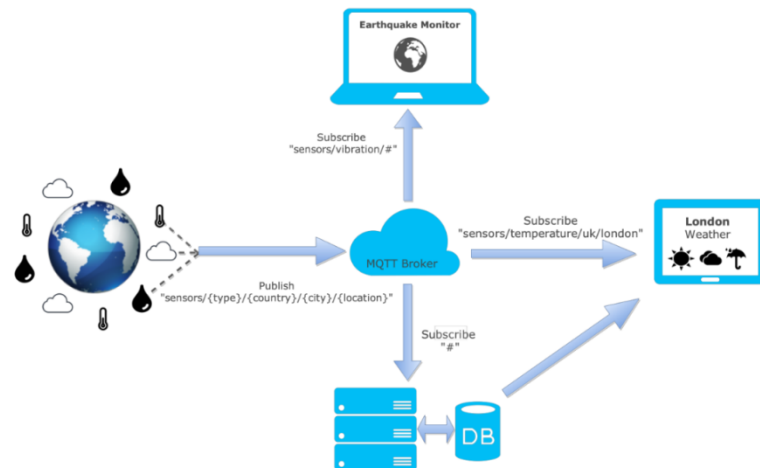 Earthquake Monitor
Subscribe
"sensors/vibration/#"
Subscribe
"sensors/temperature/uk/london"
London
Weather
MQTT Broker
Publish
"sensors/{type}/{country}/{city}/{location}"
Subscribe
"#"
DB